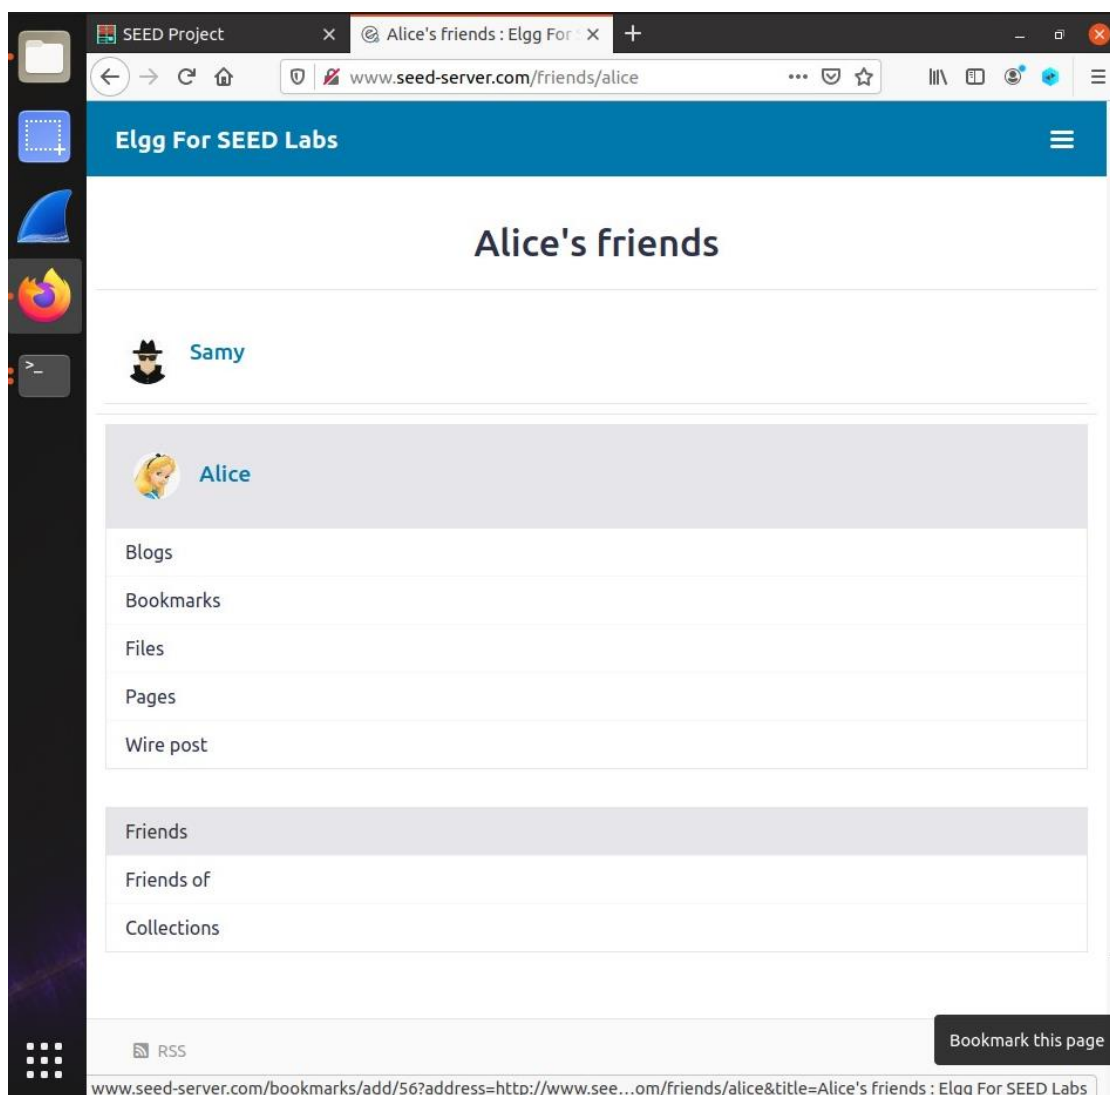 SEED Project
Alice's friends : Elgg For S
www.seed-server.com/friends/alice
Elgg For SEED Labs
Alice's friends
Samy
>_
Alice
Blogs
Bookmarks
Files
Pages
Wire post
Friends
Friends of
Collections
RSS
Bookmark this page
www.seed-server.com/bookmarks/add/56?address=http://www.see…om/friends/alice&title=Alice's friends : Elgg For SEED Labs